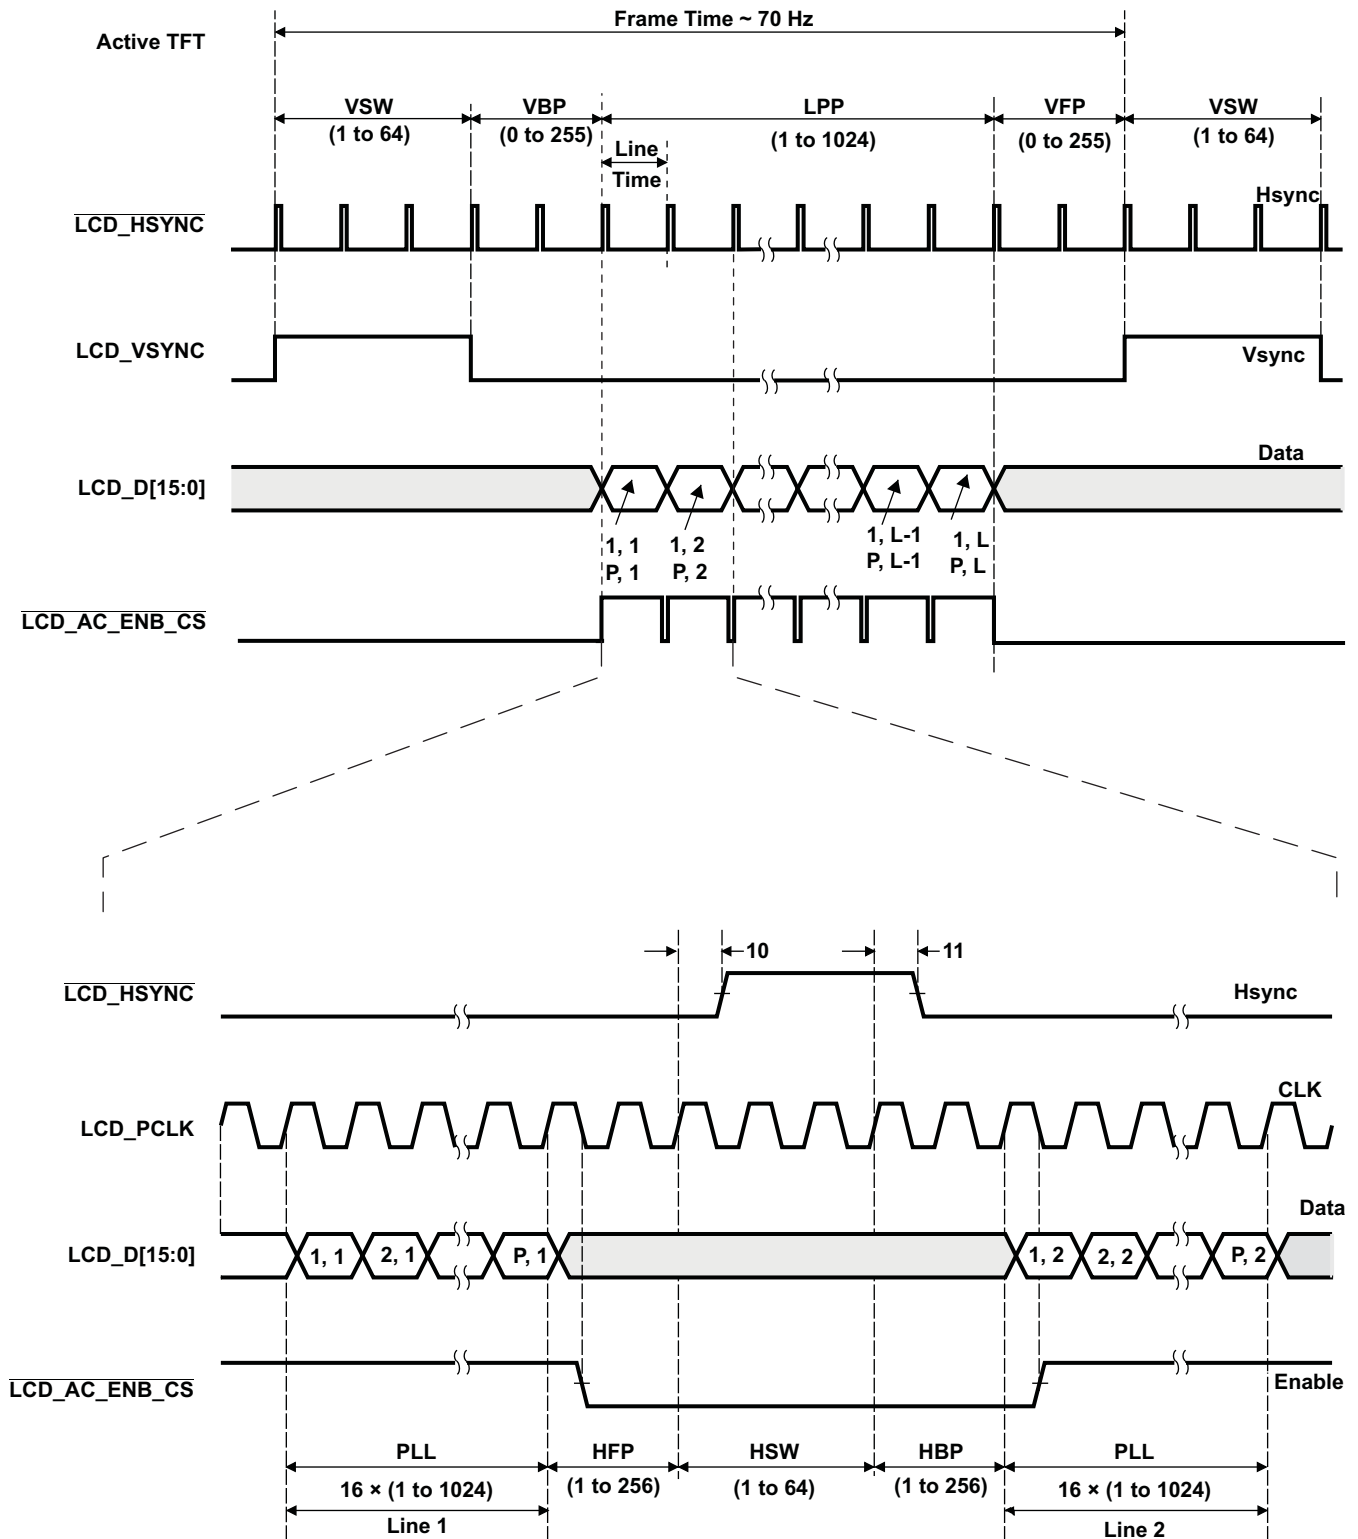 Frame Time ~ 70 Hz
Active TFT
VSW VBP LPP VFP VSW
(1 to 64) (0 to 255) (1 to 1024) (0 to 255) (1 to 64)
Line
Time
Hsync
LCD_HSYNC
LCD_VSYNC
Vsync
Data
LCD_D[15:0]
1, 1 1, 2 1, L-1 1, L
P, 1 P, 2 P, L-1 P, L
LCD_AC_ENB_CS
10 11
LCD_HSYNC
Hsync
CLK
LCD_PCLK
Data
LCD_D[15:0]
1, 1 2, 1 P, 1 1, 2 2, 2 P, 2
LCD_AC_ENB_CS
Enable
PLL HFP HSW HBP PLL
16 × (1 to 1024) (1 to 256) (1 to 64) (1 to 256) 16 × (1 to 1024)
Line 1 Line 2